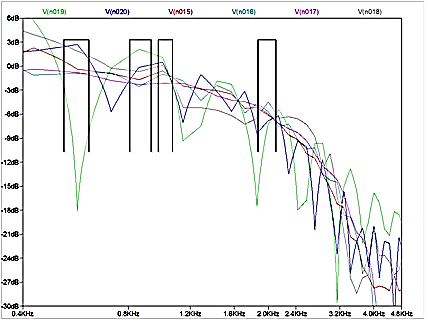 V(n019) V(n020) V(n015) V(n016) V(n017) V(n018)
6dB
3dB
0dB
-3dB
-6dB
-9dB
-12dB
-15dB
-18dB
-21dB
-24dB
-27dB
-30dB
0.4KHz 0.8KHz 1.2KHz 1.6KHz 2.0KHz 2.4KHz 3.2KHz 4.0KHz 4.8KHz